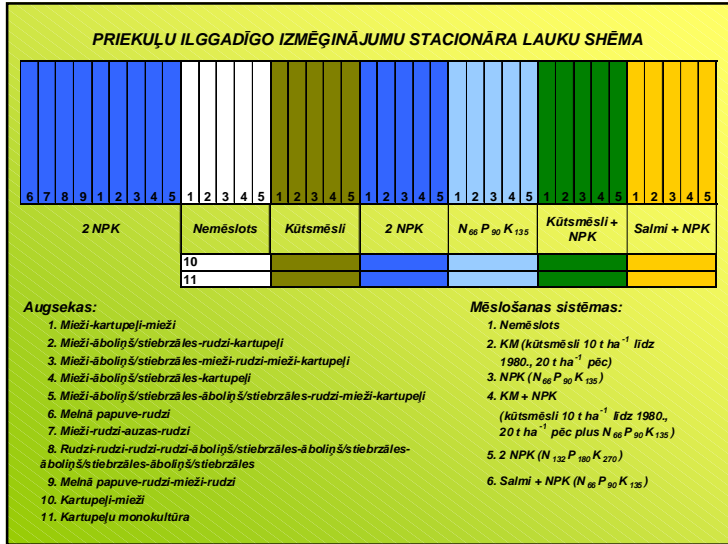 PRIEKUĻU ILGGADĪGO IZMĒĢINĀJUMU STACIONĀRA LAUKU SHĒMA
6 7 8 9 1 2 3 4 5 1 2 3 4 5 1 2 3 4 5 1 2 3 4 5 1 2 3 4 5 1 2 3 4 5 1 2 3 4 5
2 NPK Nemēslots Kūtsmēsli 2 NPK N66 P90 K135 Kūtsmēsli + NPK Salmi + NPK
10
11
Augsekas:
1. Mieži-kartupeļi-mieži
2. Mieži-āboliņš/stiebrzāles-rudzi-kartupeļi
3. Mieži-āboliņš/stiebrzāles-mieži-rudzi-mieži-kartupeļi
4. Mieži-āboliņš/stiebrzāles-kartupeļi
5. Mieži-āboliņš/stiebrzāles-āboliņš/stiebrzāles-rudzi-mieži-kartupeļi
6. Melnā papuve-rudzi
7. Mieži-rudzi-auzas-rudzi
8. Rudzi-rudzi-rudzi-rudzi-āboliņš/stiebrzāles-āboliņš/stiebrzāles-
āboliņš/stiebrzāles-āboliņš/stiebrzāles
9. Melnā papuve-rudzi-mieži-rudzi
10. Kartupeļi-mieži
11. Kartupeļu monokultūra
Mēslošanas sistēmas:
1. Nemēslots
2. KM (kūtsmēsli 10 t ha-1 līdz
1980., 20 t ha-1 pēc)
3. NPK (N66 P90 K135)
4. KM + NPK
(kūtsmēsli 10 t ha-1 līdz 1980.,
20 t ha-1 pēc plus N66 P90 K135)
5. 2 NPK (N132 P180 K270)
6. Salmi + NPK (N66 P90 K135)